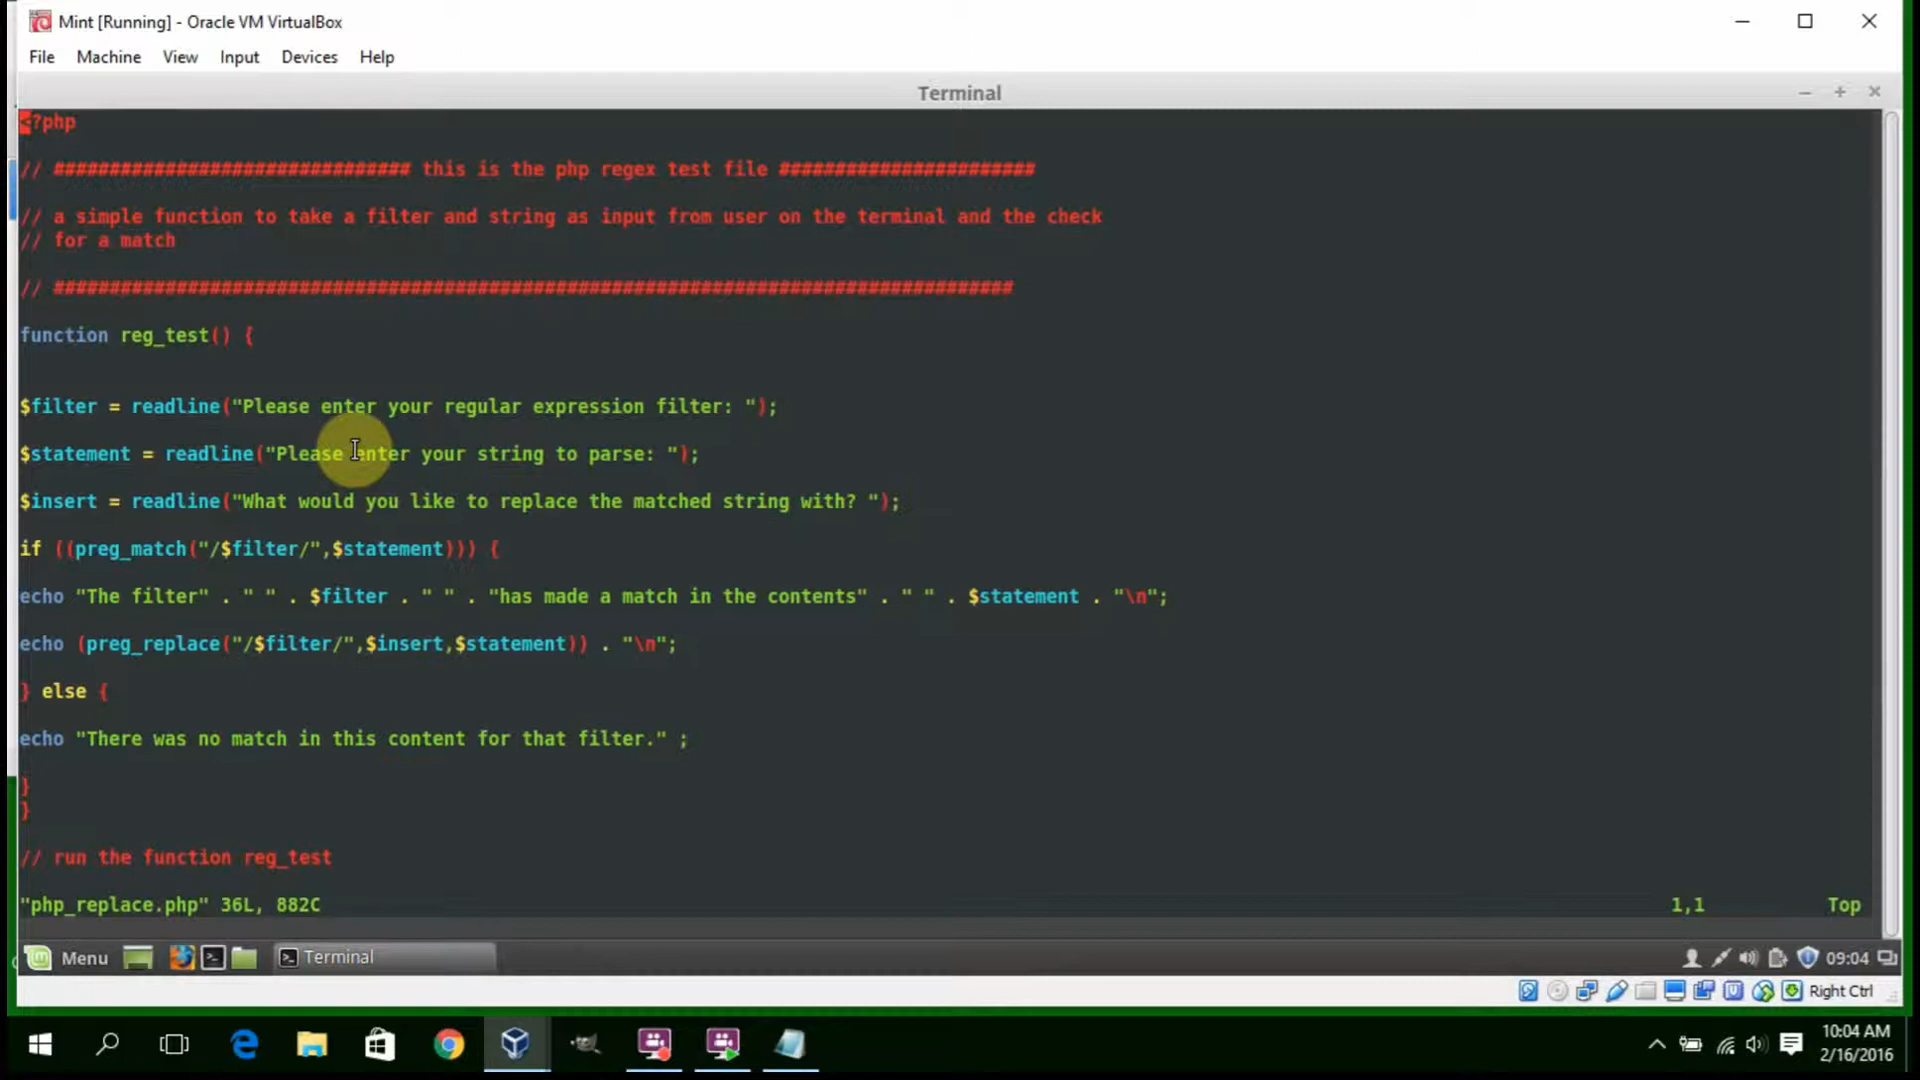 Mint [Running] - Oracle VM VirtualBox
File Machine View Input Devices Help
Terminal
<?php
// ################################ this is the php regex test file #######################
// a simple function to take a filter and string as input from user on the terminal and the check
// for a match
// ######################################################################################
function reg_test() {
$filter = readline("Please enter your regular expression filter: ");
$statement = readline("Please enter your string to parse: ");
$insert = readline("What would you like to replace the matched string with? ");
if ((preg_match("/$filter/",$statement))) {
echo "The filter" . " " . $filter . " " . "has made a match in the contents" . " " . $statement . "\n";
echo (preg_replace("/$filter/",$insert,$statement)) . "\n";
} else {
echo "There was no match in this content for that filter." ;
}
}
// run the function reg_test
"php_replace.php" 36L, 882C 1,1 Top
Menu Terminal 09:04
Right Ctrl
10:04 AM
2/16/2016